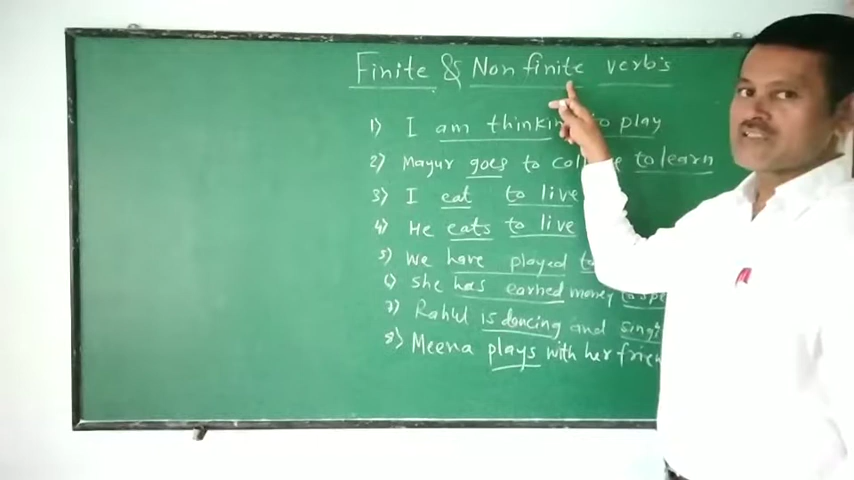 Finite & Non finite verb's
1) I am thinking to play
2) Mayur goes to to learn
3) I eat to live
4) He eats to live
5) We have played
6) She has earned money
7) Rahul is dancing and
8) Meena plays with her